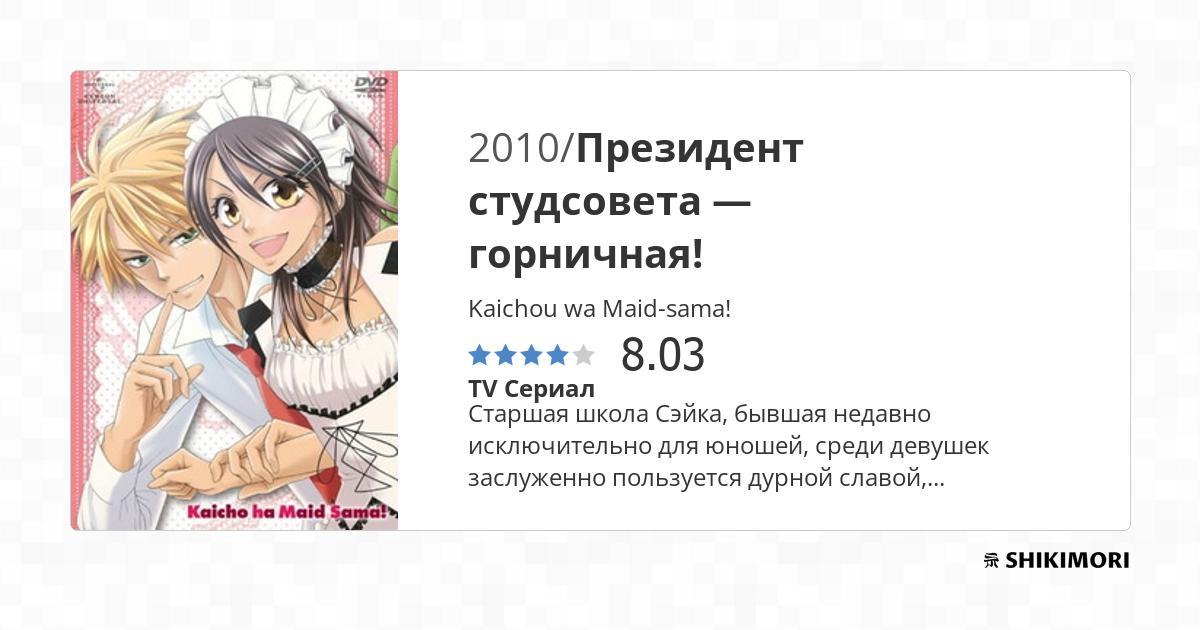 DVD
VIDEO
2010/Президент
студсовета —
горничная!
Kaichou wa Maid-sama!
8.03
TV Сериал
Старшая школа Сэйка, бывшая недавно
исключительно для юношей, среди девушек
заслуженно пользуется дурной славой,...
Kaicho ha Maid Sama!
SHIKIMORI